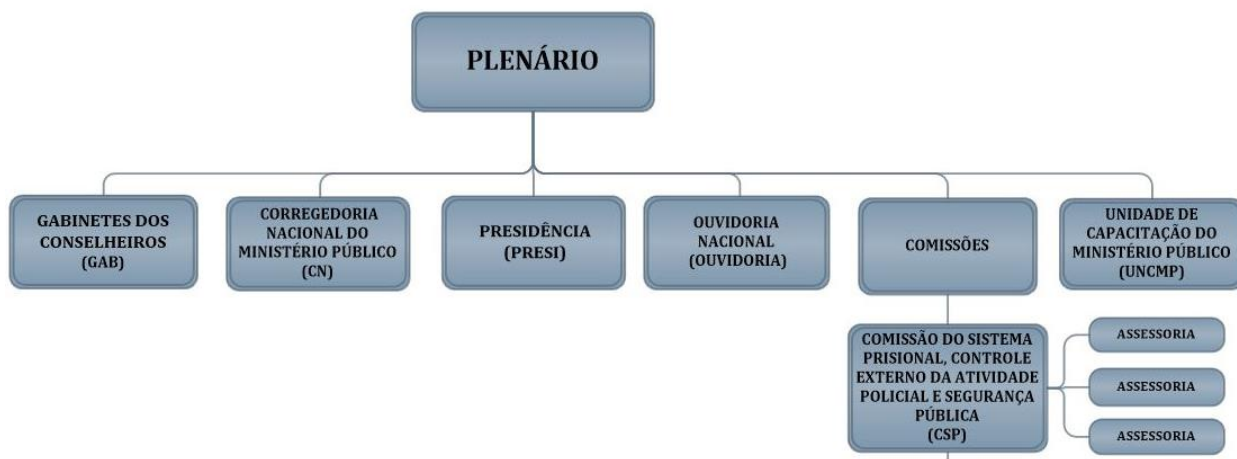 PLENÁRIO
GABINETES DOS
CONSELHEIROS
(GAB)
CORREGEDORIA
NACIONAL DO
MINISTÉRIO PÚBLICO
(CN)
PRESIDÊNCIA
(PRESI)
OUVIDORIA
NACIONAL
(OUVIDORIA)
COMISSÕES
UNIDADE DE
CAPACITAÇÃO DO
MINISTÉRIO PÚBLICO
(UNCMP)
COMISSÃO DO SISTEMA
PRISIONAL, CONTROLE
EXTERNO DA ATIVIDADE
POLICIAL E SEGURANÇA
PÚBLICA
(CSP)
ASSESSORIA
ASSESSORIA
ASSESSORIA